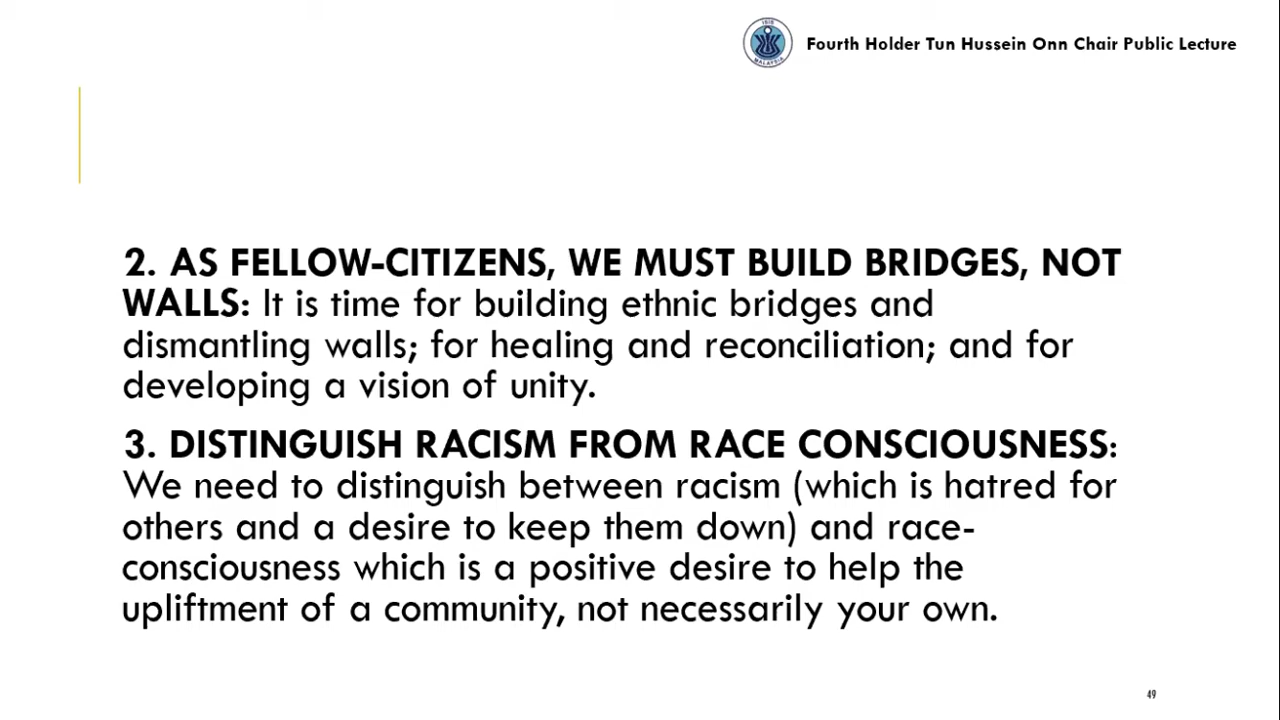 ISIS
MALAYSIA
Fourth Holder Tun Hussein Onn Chair Public Lecture
2. AS FELLOW-CITIZENS, WE MUST BUILD BRIDGES, NOT
WALLS: It is time for building ethnic bridges and
dismantling walls; for healing and reconciliation; and for
developing a vision of unity.
3. DISTINGUISH RACISM FROM RACE CONSCIOUSNESS:
We need to distinguish between racism (which is hatred for
others and a desire to keep them down) and race-
consciousness which is a positive desire to help the
upliftment of a community, not necessarily your own.
49